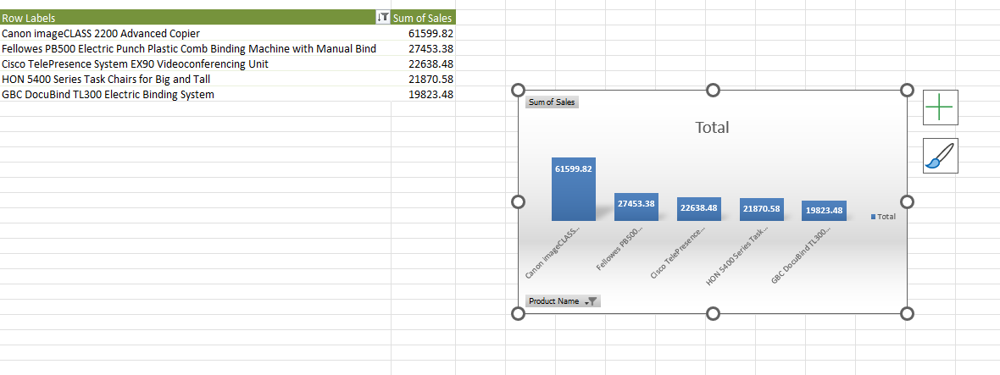 Row Labels Sum of Sales
Canon imageCLASS 2200 Advanced Copier 61599.82
Fellowes PB500 Electric Punch Plastic Comb Binding Machine with Manual Bind 27453.38
Cisco TelePresence System EX90 Videoconferencing Unit 22638.48
HON 5400 Series Task Chairs for Big and Tall 21870.58
GBC DocuBind TL300 Electric Binding System 19823.48
Sum of Sales
Total
61599.82
27453.38
22638.48
21870.58
19823.48
Total
Canon imageCLASS...
Fellowes PB500...
Cisco TelePresence...
HON 5400 Series Task...
GBC DocuBind TL300...
Product Name